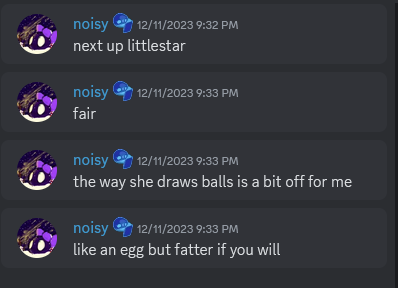 noisy 12/11/2023 9:32 PM
next up littlestar
noisy 12/11/2023 9:33 PM
fair
noisy 12/11/2023 9:33 PM
the way she draws balls is a bit off for me
noisy 12/11/2023 9:33 PM
like an egg but fatter if you will